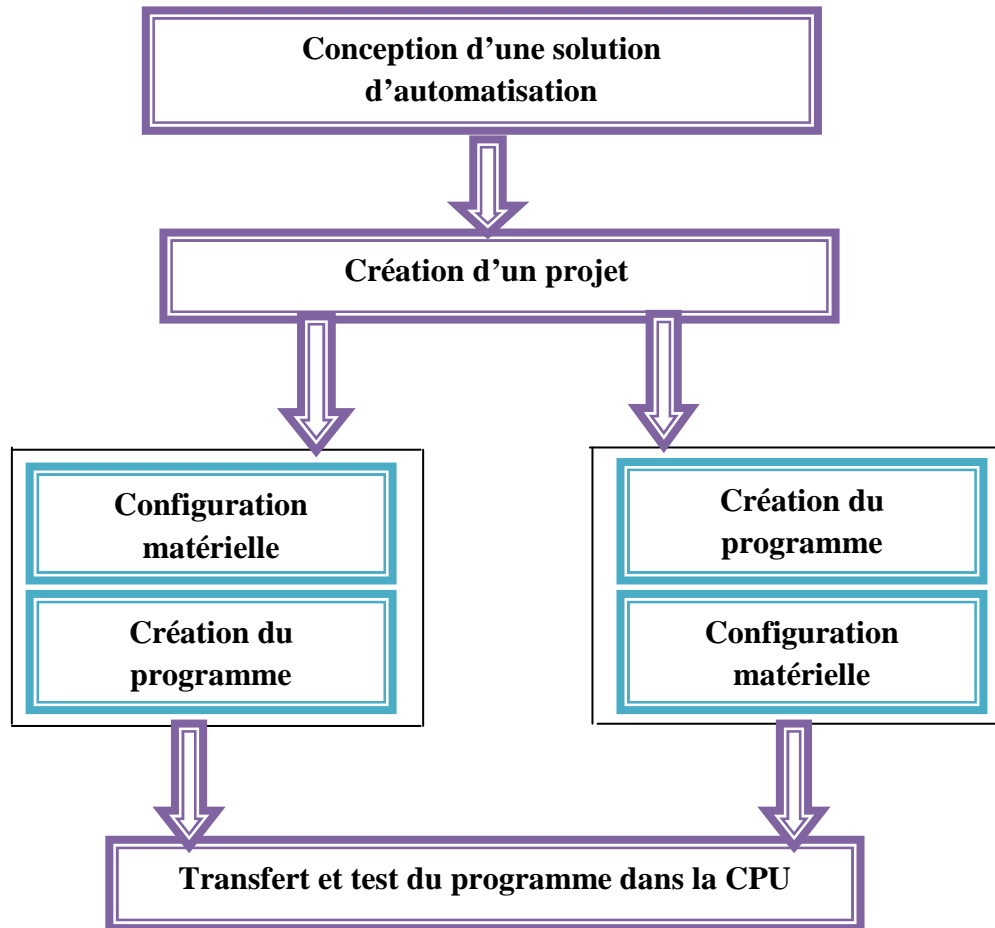 Conception d’une solution
d’automatisation
Création d’un projet
Configuration
matérielle
Création du
programme
Création du
programme
Configuration
matérielle
Transfert et test du programme dans la CPU